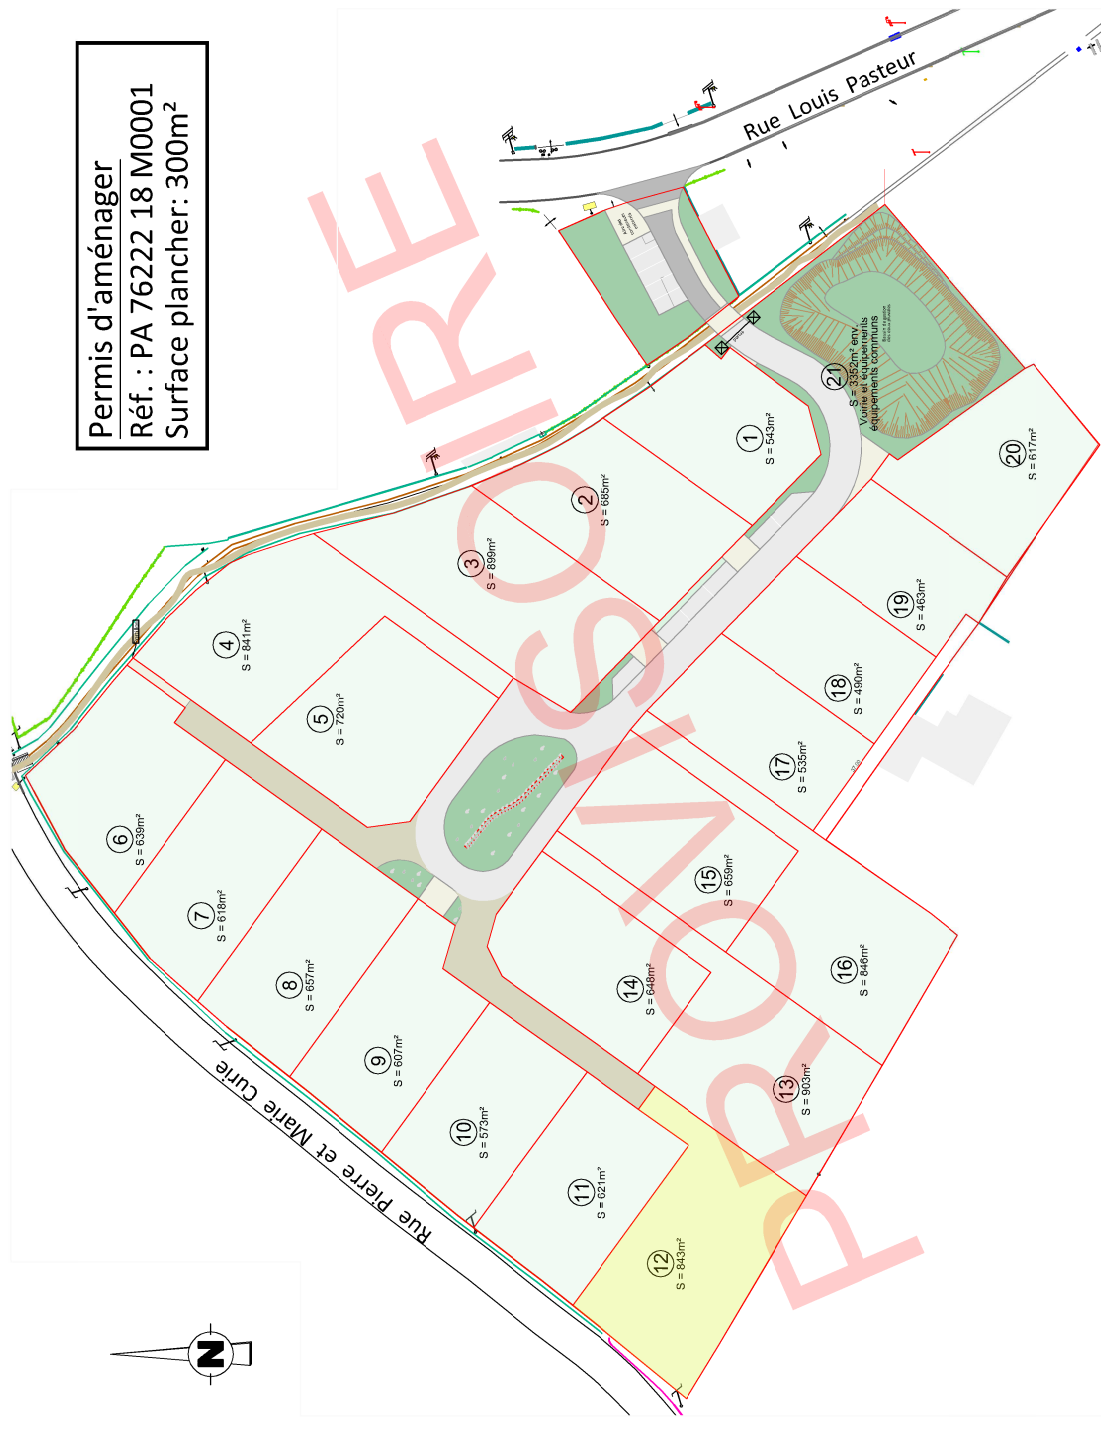 Permis d'aménager
Réf. : PA 76222 18 M0001
Surface plancher: 300m²
Rue Louis Pasteur
Rue Pierre et Marie Curie
PROVISOIRE
N
1
S = 543m²
2
S = 685m²
3
S = 899m²
4
S = 841m²
5
S = 720m²
6
S = 639m²
7
S = 618m²
8
S = 657m²
9
S = 607m²
10
S = 573m²
11
S = 621m²
12
S = 843m²
13
S = 903m²
14
S = 648m²
15
S = 659m²
16
S = 846m²
17
S = 535m²
18
S = 490m²
19
S = 463m²
20
S = 617m²
21
S = 3352m² env.
Voirie et équipements
équipements communs